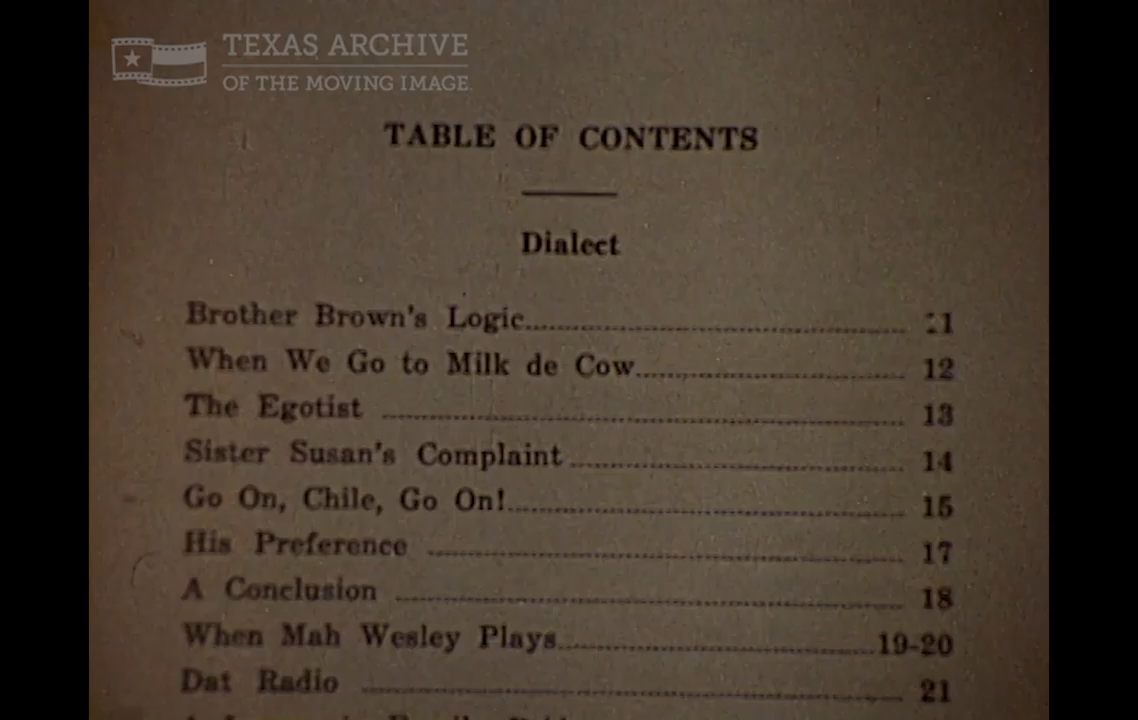 TEXAS ARCHIVE
OF THE MOVING IMAGE
TABLE OF CONTENTS
Dialect
Brother Brown's Logic 11
When We Go to Milk de Cow 12
The Egotist 13
Sister Susan's Complaint 14
Go On, Chile, Go On! 15
His Preference 17
A Conclusion 18
When Mah Wesley Plays 19-20
Dat Radio 21